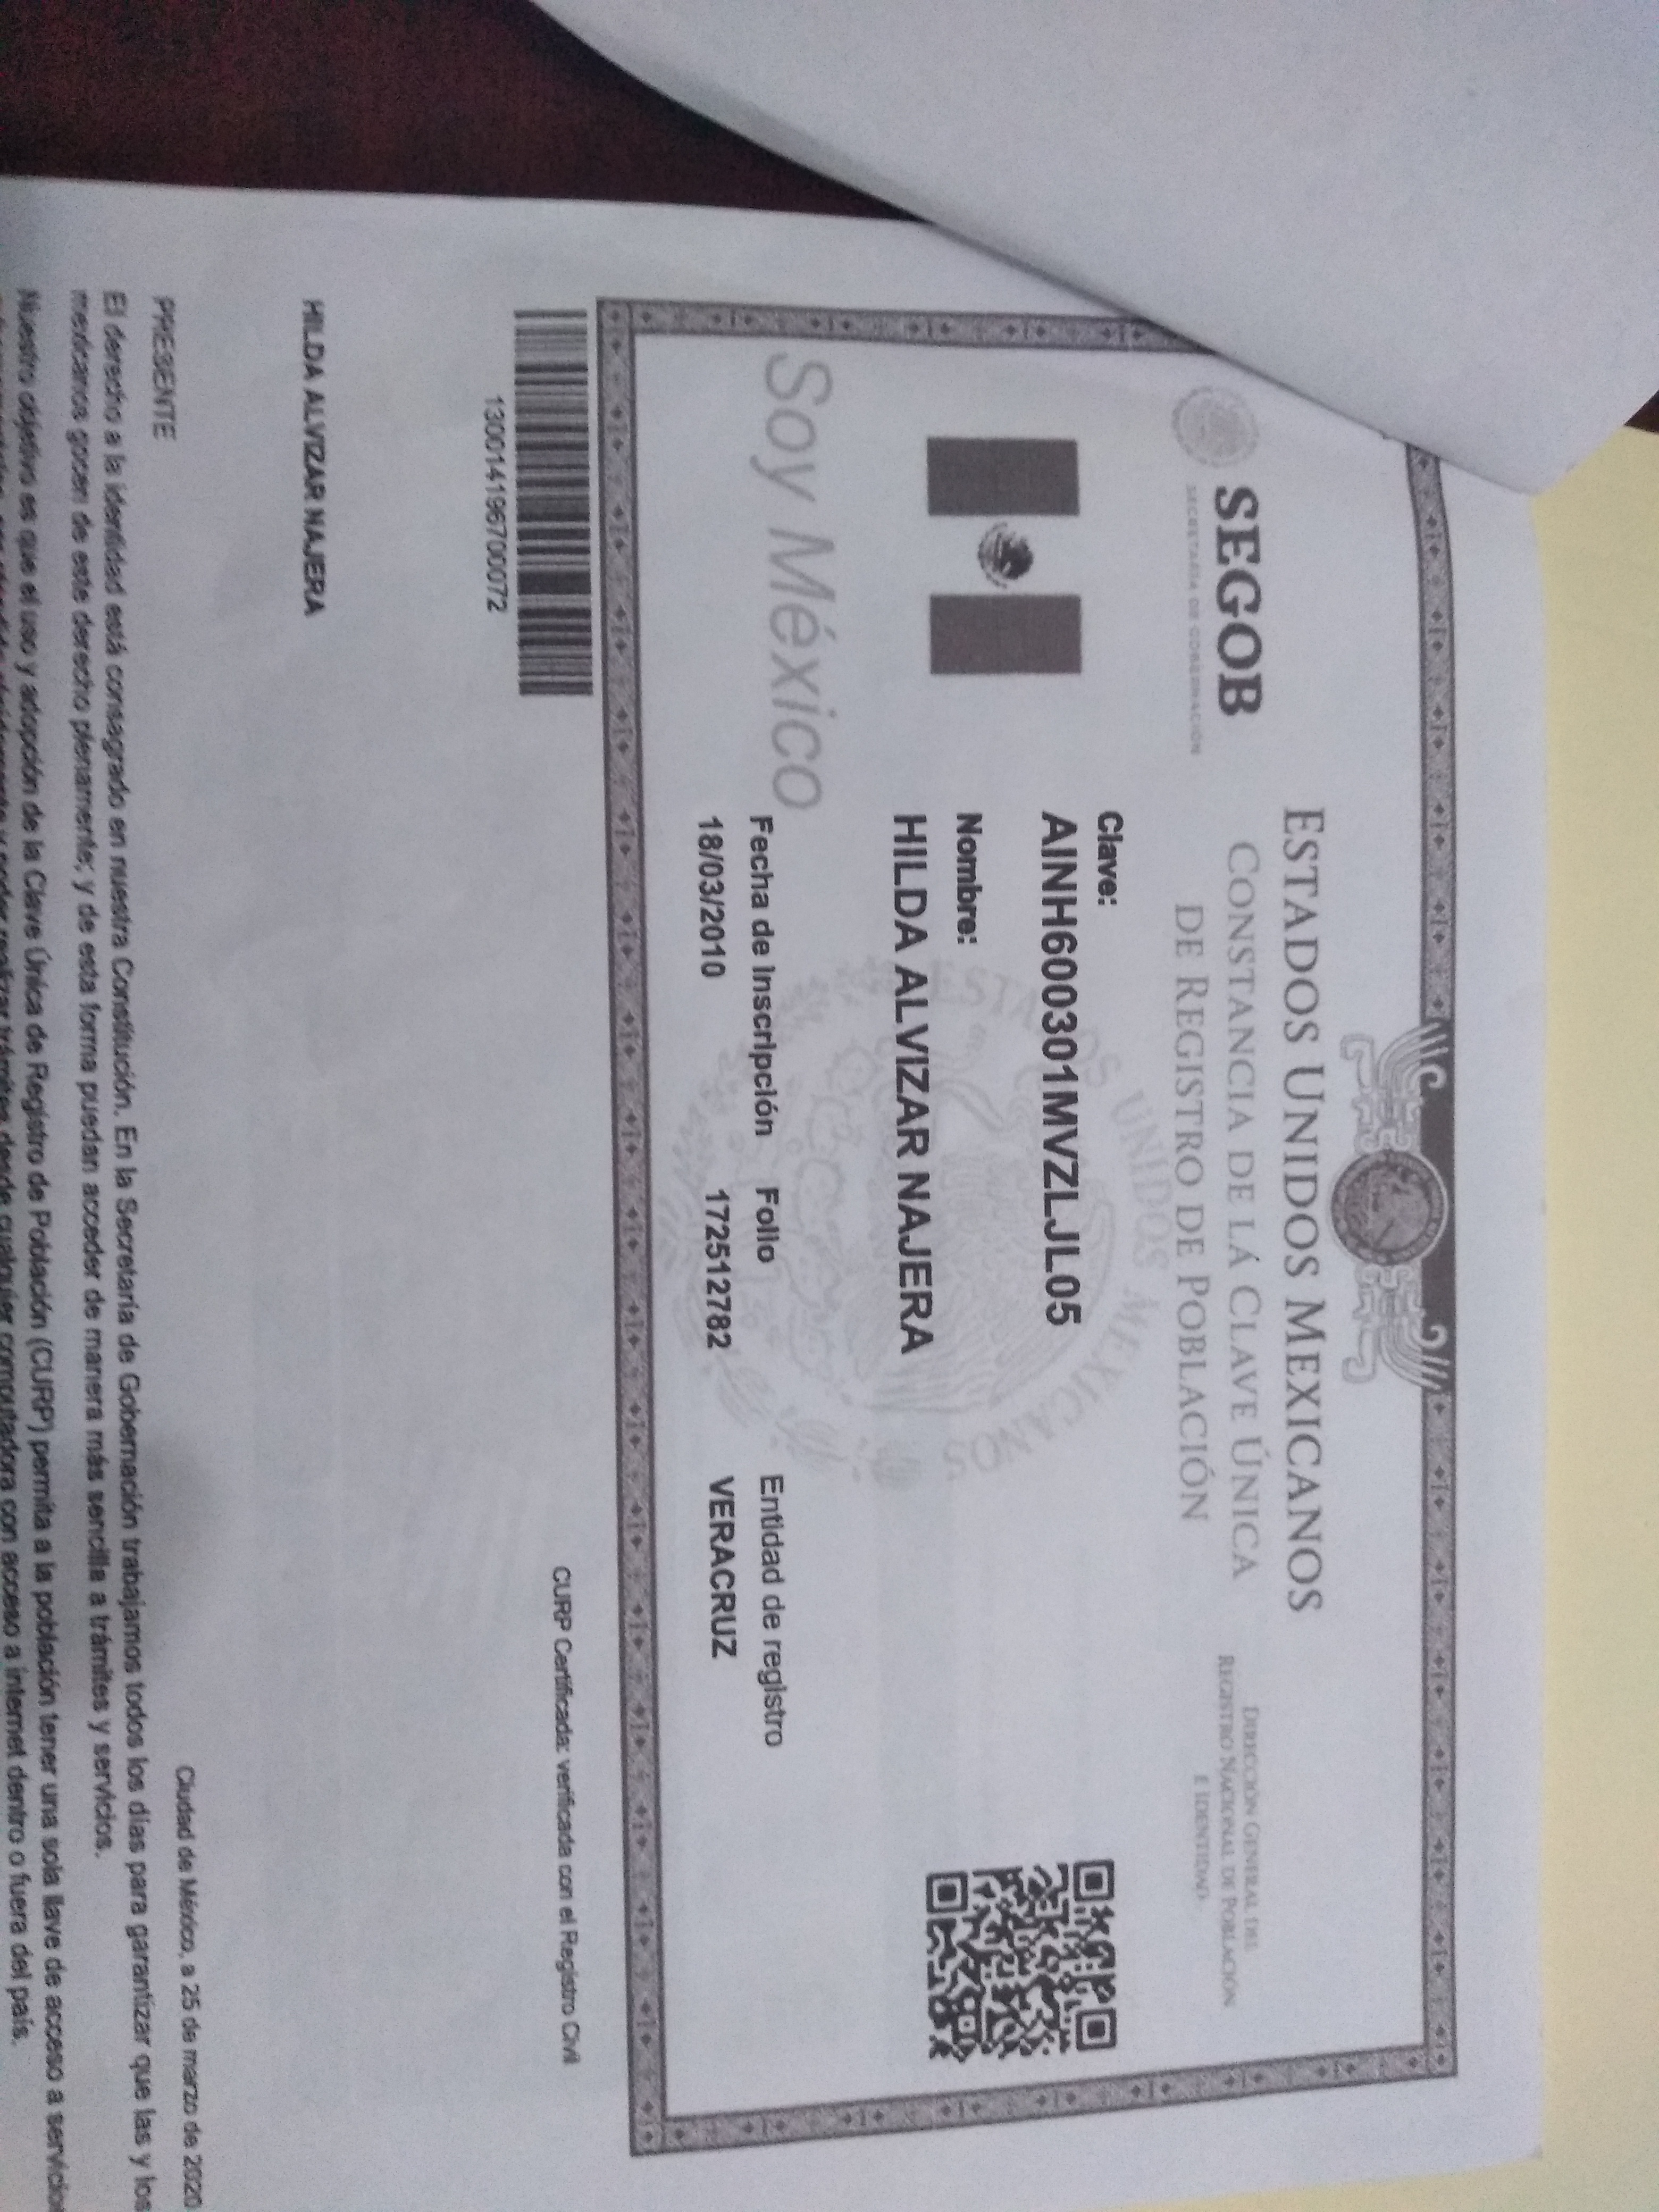 ESTADOS UNIDOS MEXICANOS
SEGOB
SECRETARÍA DE GOBERNACIÓN
CONSTANCIA DE LÁ CLAVE ÚNICA
DE REGISTRO DE POBLACIÓN
DIRECCIÓN GENERAL DEL
REGISTRO NACIONAL DE POBLACIÓN
E IDENTIDAD
ESTADOS UNIDOS MEXICANOS
Clave:
AINH600301MVZLJL05
Nombre:
HILDA ALVIZAR NAJERA
Soy México
Fecha de Inscripción
Folio
Entidad de registro
18/03/2010
172512782
VERACRUZ
CURP Certificada: verificada con el Registro Civil
130014196700072
HILDA ALVIZAR NAJERA
Ciudad de México, a 25 de marzo de 2020
PRESENTE
El derecho a la identidad está consagrado en nuestra Constitución. En la Secretaría de Gobernación trabajamos todos los días para garantizar que las y los
mexicanos gocen de este derecho plenamente; y de esta forma puedan acceder de manera más sencilla a trámites y servicios.
Nuestro objetivo es que el uso y adopción de la Clave Única de Registro de Población (CURP) permita a la población tener una sola llave de acceso a servicios
y poder realizar trámites desde cualquier computadora con acceso a internet dentro o fuera del país.